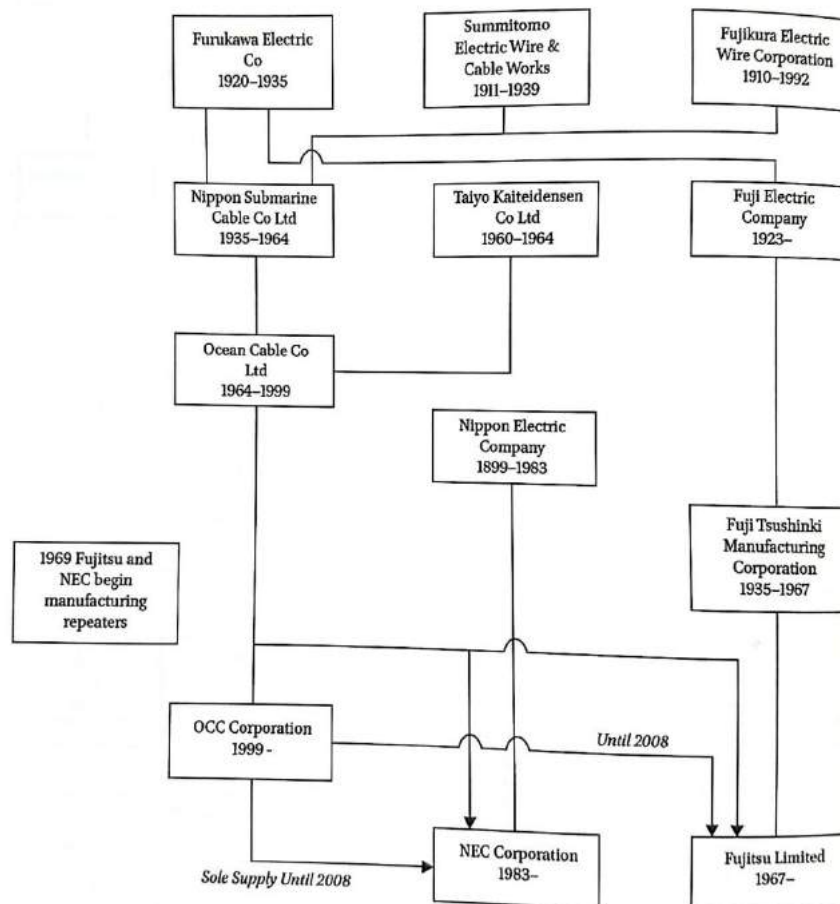 Furukawa Electric
Co
1920–1935
Summitomo
Electric Wire &
Cable Works
1911–1939
Fujikura Electric
Wire Corporation
1910–1992
Nippon Submarine
Cable Co Ltd
1935–1964
Taiyo Kaiteidensen
Co Ltd
1960–1964
Fuji Electric
Company
1923–
Ocean Cable Co
Ltd
1964–1999
Nippon Electric
Company
1899–1983
1969 Fujitsu and
NEC begin
manufacturing
repeaters
Fuji Tsushinki
Manufacturing
Corporation
1935–1967
OCC Corporation
1999 -
Until 2008
Sole Supply Until 2008
NEC Corporation
1983–
Fujitsu Limited
1967–